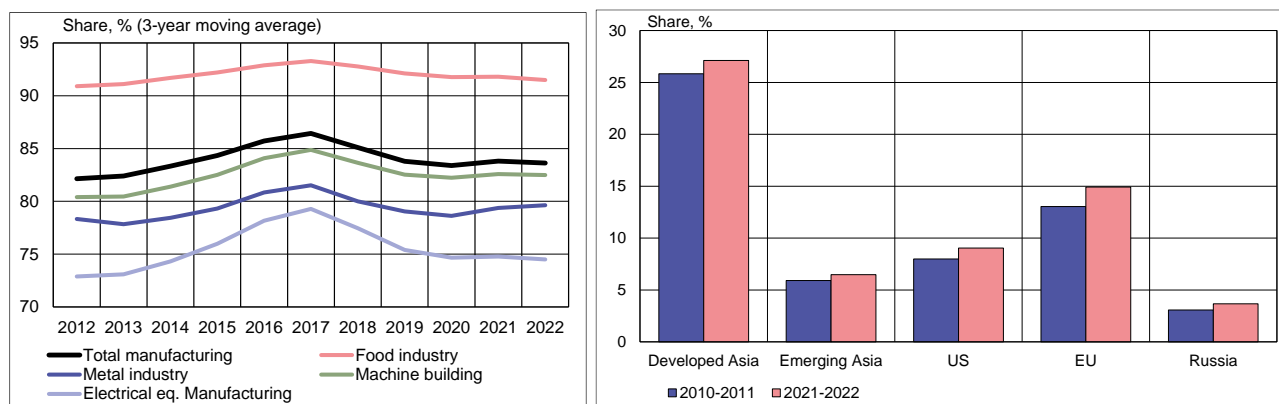 Share, % (3-year moving average)
95
90
85
80
75
70
2012 2013 2014 2015 2016 2017 2018 2019 2020 2021 2022
Total manufacturing
Food industry
Metal industry
Machine building
Electrical eq. Manufacturing
Share, %
30
25
20
15
10
5
0
Developed Asia Emerging Asia US EU Russia
2010-2011 2021-2022